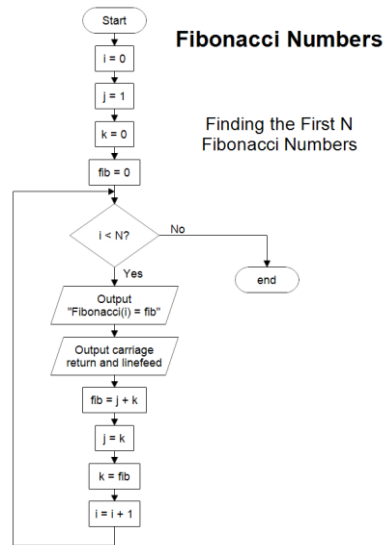 Start
Fibonacci Numbers
i = 0
j = 1
k = 0
Finding the First N
Fibonacci Numbers
fib = 0
i < N?
No
Yes
end
Output
"Fibonacci(i) = fib"
Output carriage
return and linefeed
fib = j + k
j = k
k = fib
i = i + 1